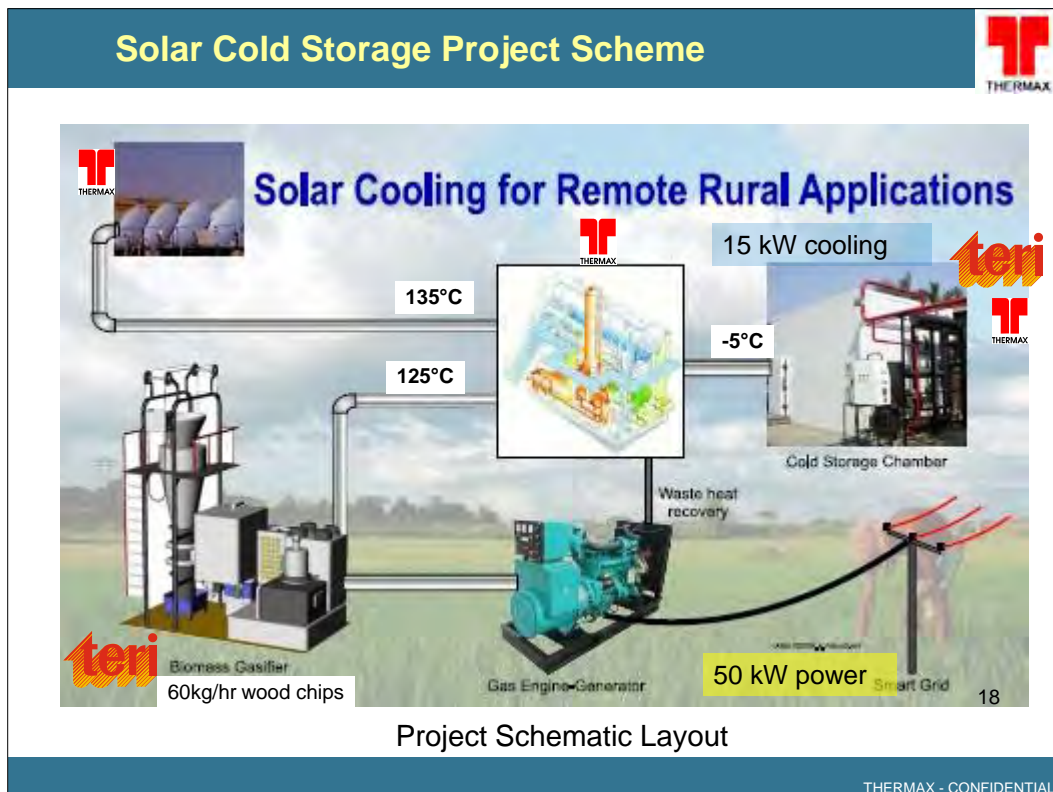 Solar Cold Storage Project Scheme
THERMAX
THERMAX
Solar Cooling for Remote Rural Applications
THERMAX
15 kW cooling
teri
THERMAX
135°C
-5°C
125°C
Cold Storage Chamber
Waste heat
recovery
teri
Biomass Gasifier
60kg/hr wood chips
Gas Engine-Generator
50 kW power
Smart Grid
18
Project Schematic Layout
THERMAX - CONFIDENTIAL